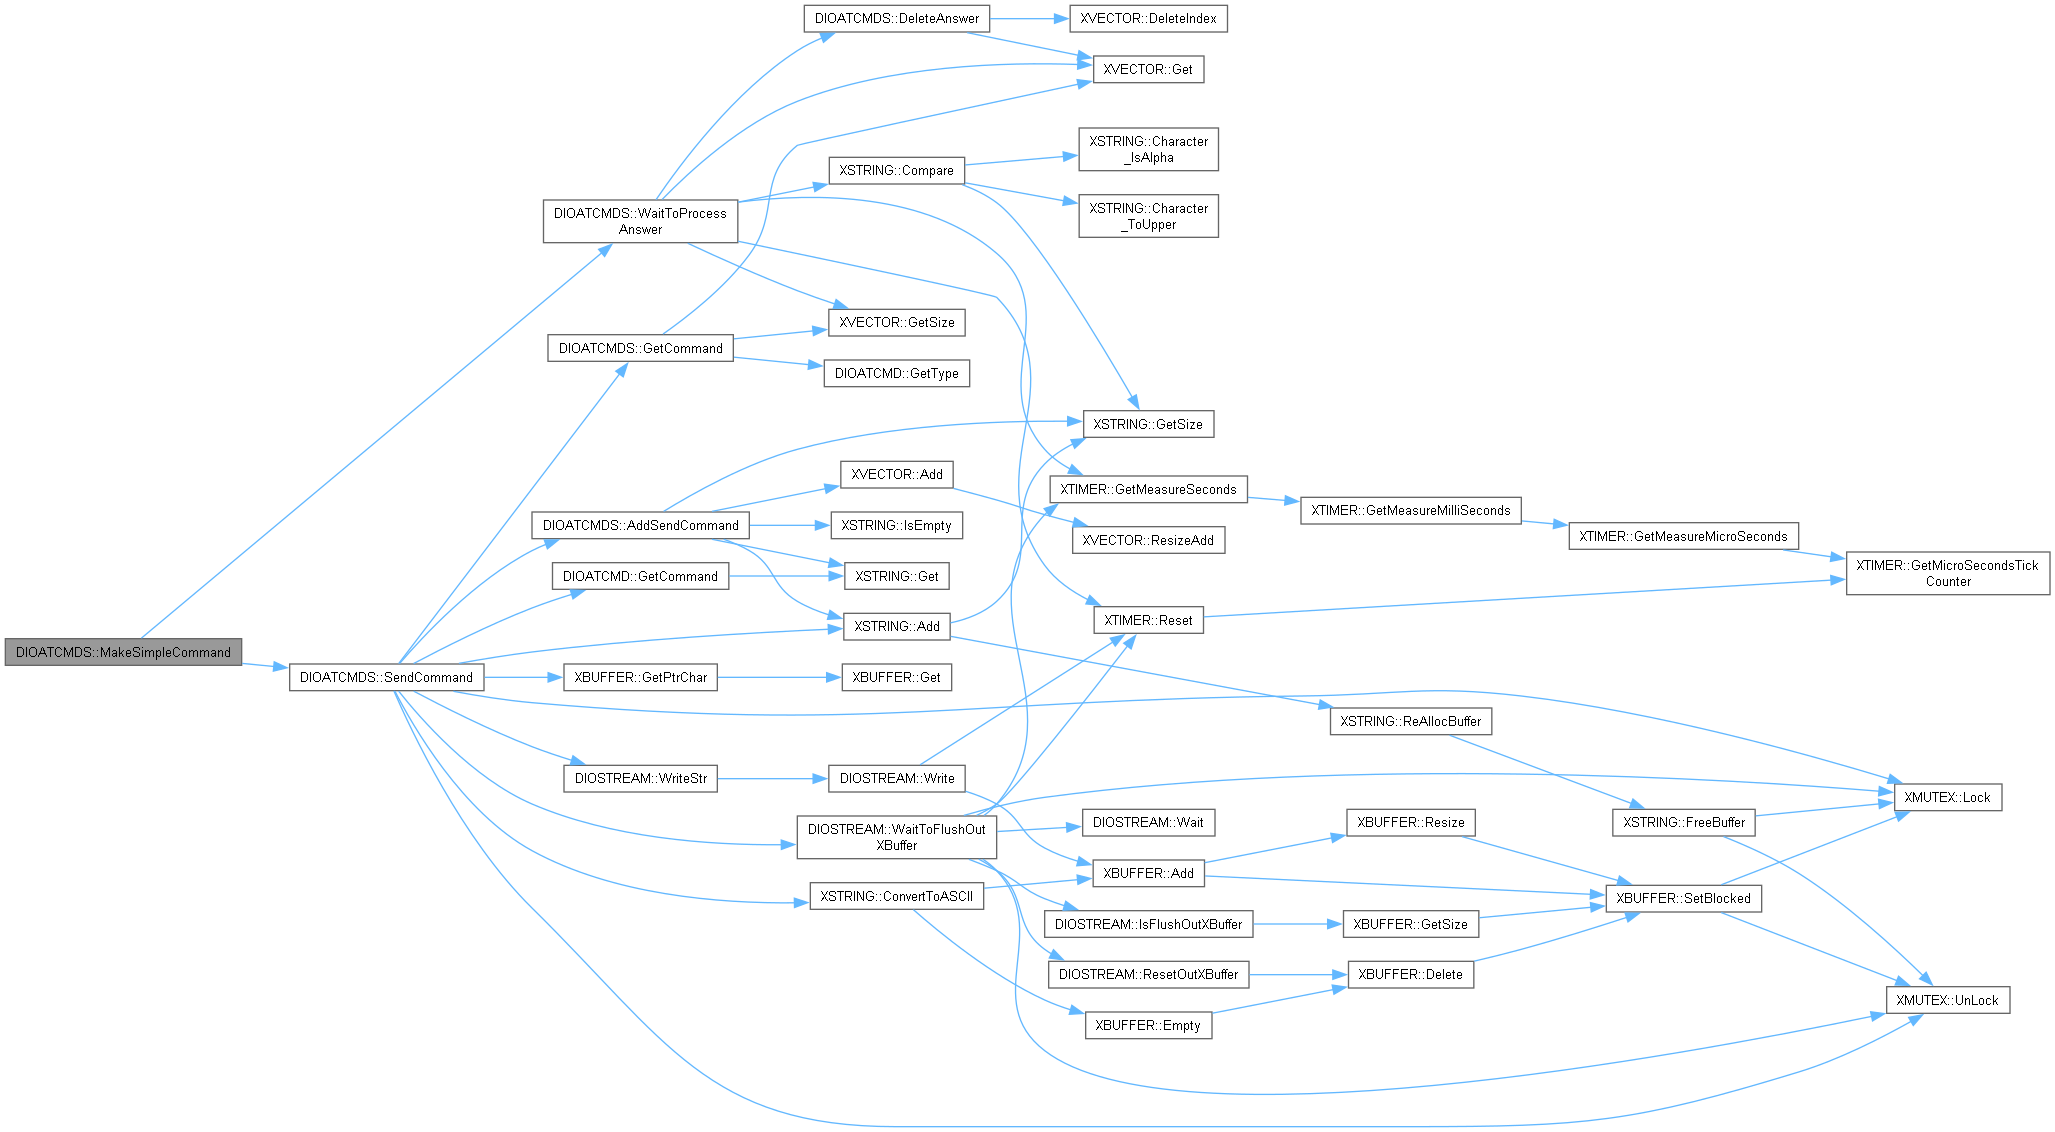 DIOATCMDS::MakeSimpleCommand
DIOATCMDS::SendCommand
DIOATCMDS::WaitToProcess
Answer
DIOATCMDS::GetCommand
DIOATCMDS::AddSendCommand
DIOATCMD::GetCommand
XBUFFER::GetPtrChar
DIOSTREAM::WriteStr
DIOATCMDS::DeleteAnswer
XSTRING::Compare
XVECTOR::GetSize
DIOATCMD::GetType
XVECTOR::Add
XSTRING::IsEmpty
XSTRING::Get
XSTRING::Add
XBUFFER::Get
DIOSTREAM::Write
DIOSTREAM::WaitToFlushOut
XBuffer
XSTRING::ConvertToASCII
XVECTOR::DeleteIndex
XVECTOR::Get
XSTRING::Character
_IsAlpha
XSTRING::Character
_ToUpper
XSTRING::GetSize
XTIMER::GetMeasureSeconds
XVECTOR::ResizeAdd
XTIMER::Reset
DIOSTREAM::Wait
XBUFFER::Add
DIOSTREAM::IsFlushOutXBuffer
DIOSTREAM::ResetOutXBuffer
XBUFFER::Empty
XTIMER::GetMeasureMilliSeconds
XSTRING::ReAllocBuffer
XBUFFER::Resize
XBUFFER::GetSize
XBUFFER::Delete
XTIMER::GetMeasureMicroSeconds
XSTRING::FreeBuffer
XBUFFER::SetBlocked
XTIMER::GetMicroSecondsTick
Counter
XMUTEX::Lock
XMUTEX::UnLock